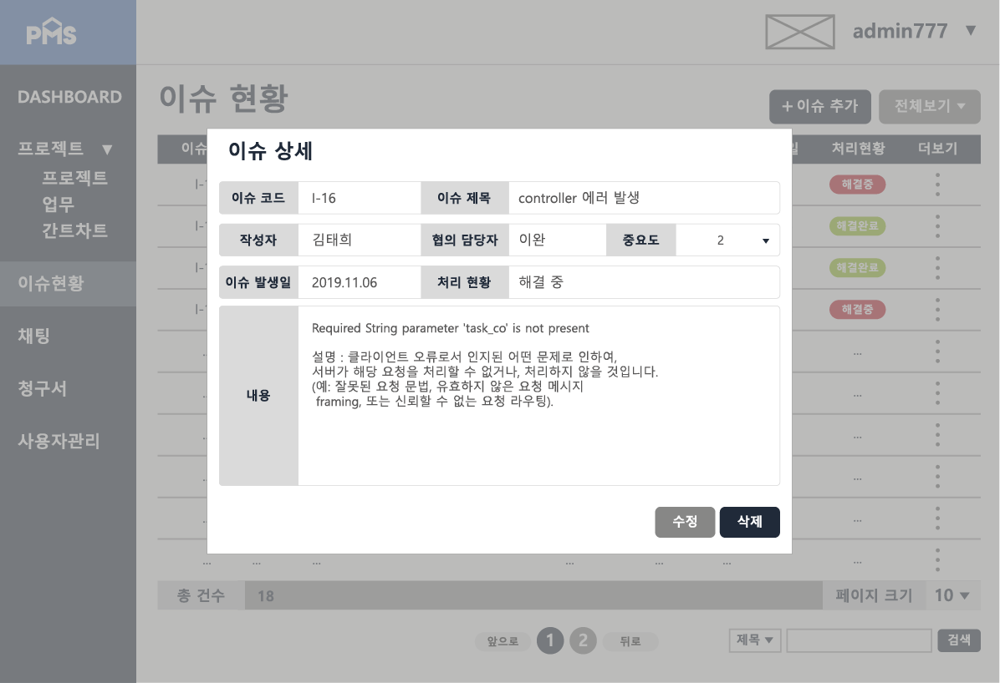 PMS
admin777 ▼
DASHBOARD
프로젝트 ▼
프로젝트
업무
간트차트
이슈현황
채팅
청구서
사용자관리
이슈 현황
+ 이슈 추가
전체보기 ▼
처리현황 더보기
해결중
해결완료
해결완료
해결중
이슈 상세
이슈 코드 I-16 이슈 제목 controller 에러 발생
작성자 김태희 협의 담당자 이완 중요도 2 ▼
이슈 발생일 2019.11.06 처리 현황 해결 중
내용
Required String parameter 'task_co' is not present
설명 : 클라이언트 오류로서 인지된 어떤 문제로 인하여,
서버가 해당 요청을 처리할 수 없거나, 처리하지 않을 것입니다.
(예: 잘못된 요청 문법, 유효하지 않은 요청 메시지
framing, 또는 신뢰할 수 없는 요청 라우팅).
수정 삭제
... ... ... ... ... ... ...
총 건수 18 페이지 크기 10 ▼
앞으로 1 2 뒤로 제목 ▼ 검색